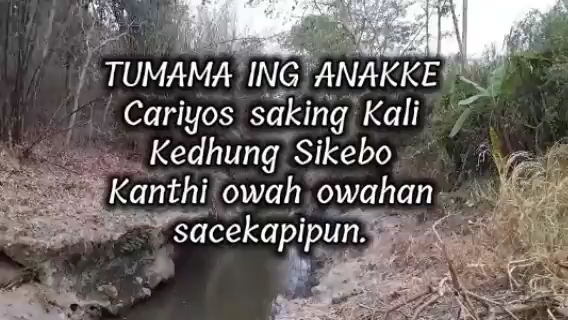 TUMAMA ING ANAKKE
Cariyos saking Kali
Kedhung Sikebo
Kanthi owah owahan
sacekapipun.